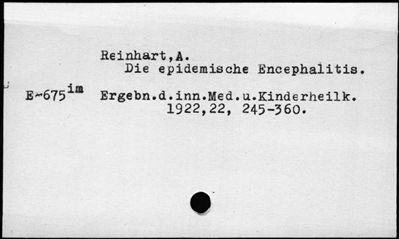 Reinhart,A.
Die epidemische Encephalitis.
E-675im Ergebn.d.inn.Med.u.Kinderheilk.
1922,22, 245-360.